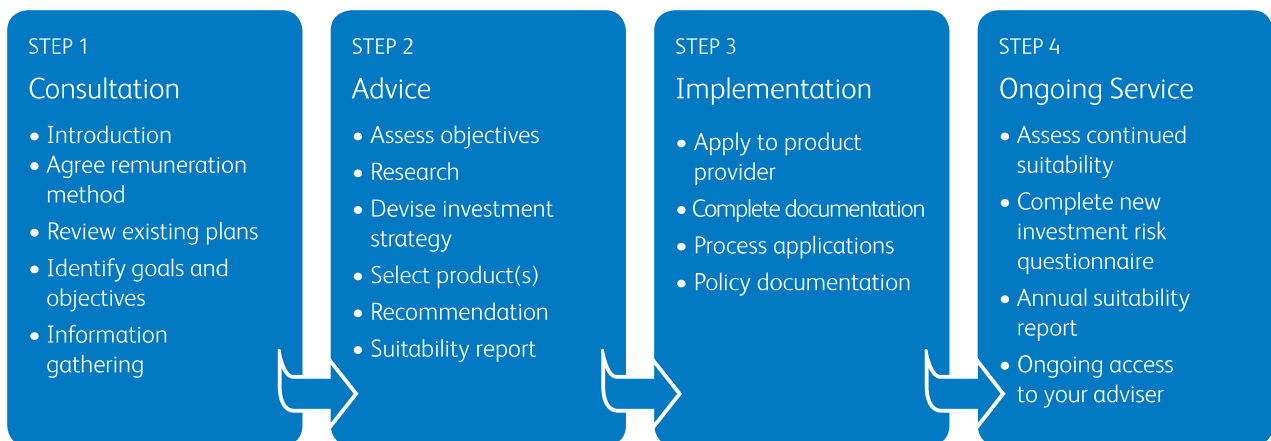 STEP 1
Consultation
• Introduction
• Agree remuneration
method
• Review existing plans
• Identify goals and
objectives
• Information
gathering
STEP 2
Advice
• Assess objectives
• Research
• Devise investment
strategy
• Select product(s)
• Recommendation
• Suitability report
STEP 3
Implementation
• Apply to product
provider
• Complete documentation
• Process applications
• Policy documentation
STEP 4
Ongoing Service
• Assess continued
suitability
• Complete new
investment risk
questionnaire
• Annual suitability
report
• Ongoing access
to your adviser